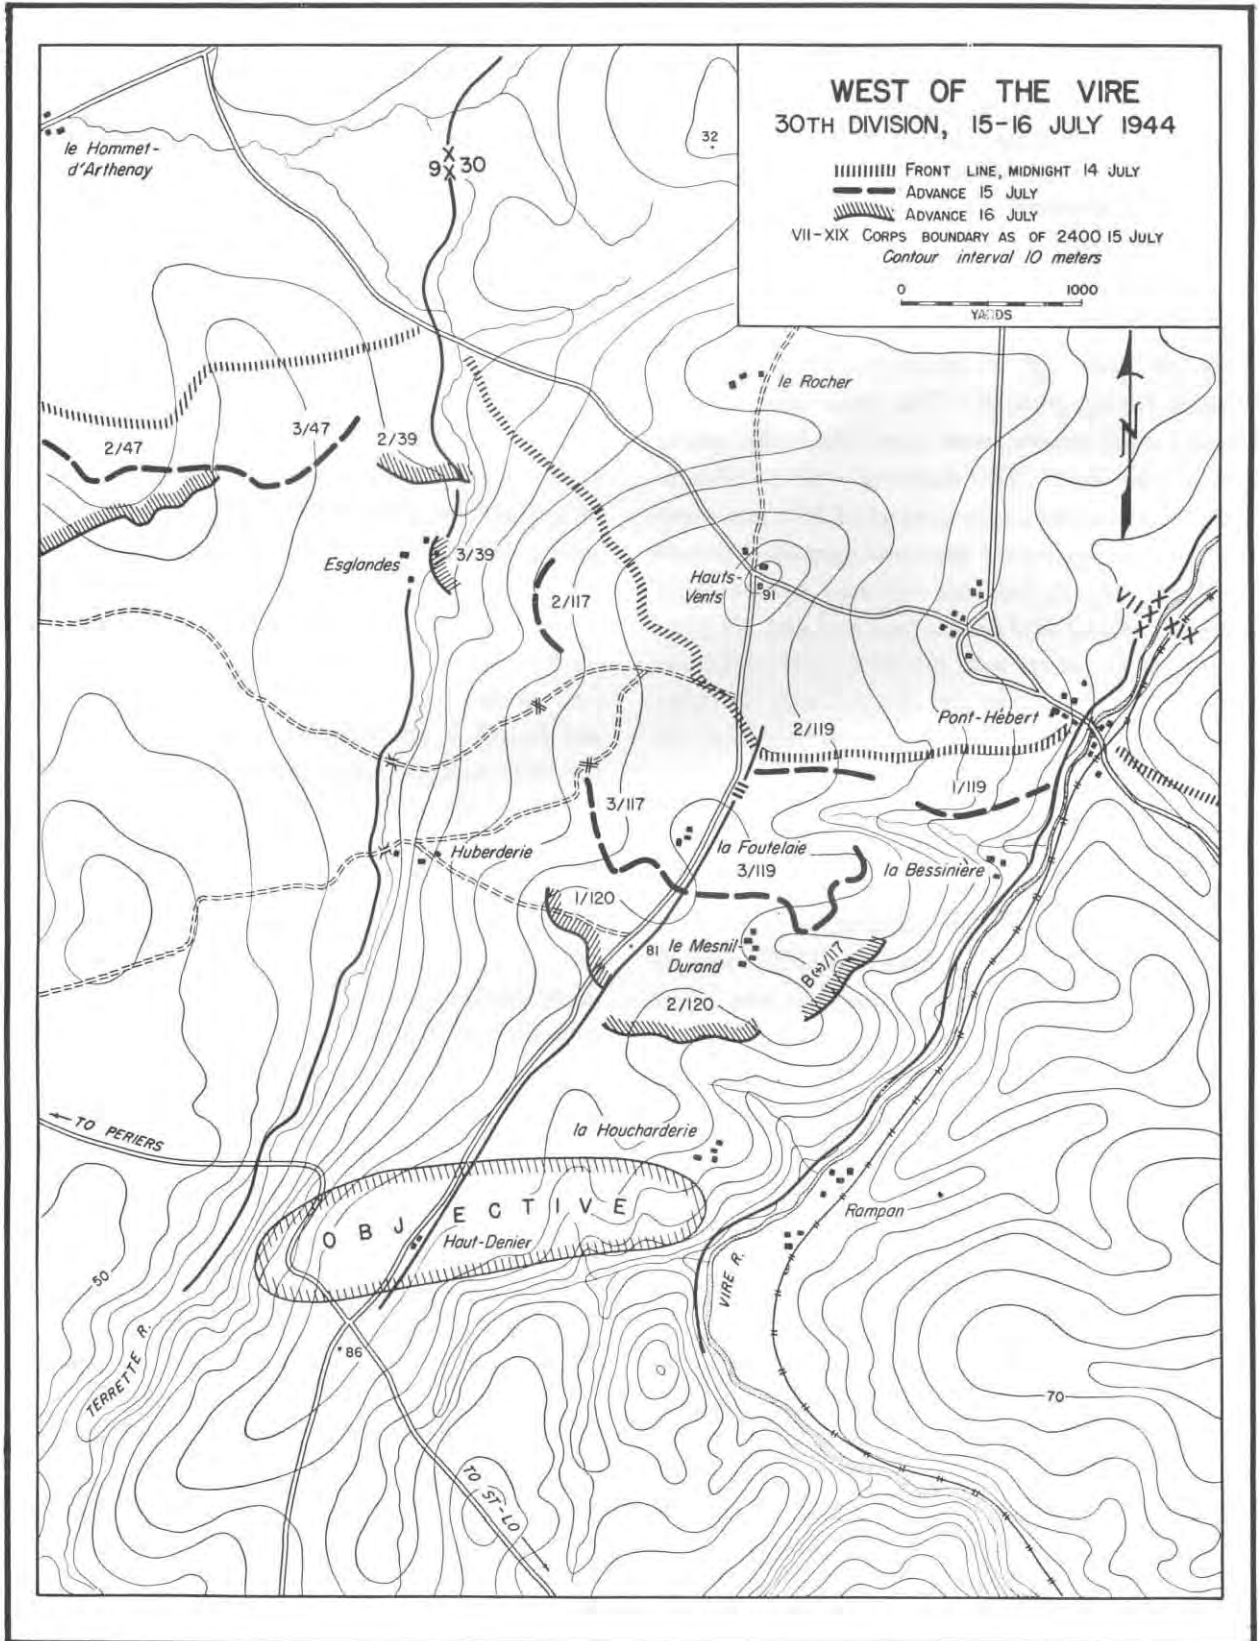 WEST OF THE VIRE
30TH DIVISION, 15-16 JULY 1944
FRONT LINE, MIDNIGHT 14 JULY
ADVANCE 15 JULY
ADVANCE 16 JULY
VII-XIX CORPS BOUNDARY AS OF 2400 15 JULY
Contour interval 10 meters
0 1000
YARDS
le Hommet-
d'Arthenay
9 XX 30
32
le Rocher
2/47
3/47
2/39
Esglandes
3/39
2/117
Hauts-
Vents
91
VII XXX XIX
N
Pont-Hébert
2/119
1/119
3/117
Huberderie
la Foutelaie
3/119
la Bessinière
1/120
81
le Mesnil-
Durand
B(+)/117
2/120
← TO PERIERS
la Houcharderie
OBJECTIVE
Haut-Denier
Rampan
VIRE R.
50
TERRETTE R.
86
70
TO ST-LO →